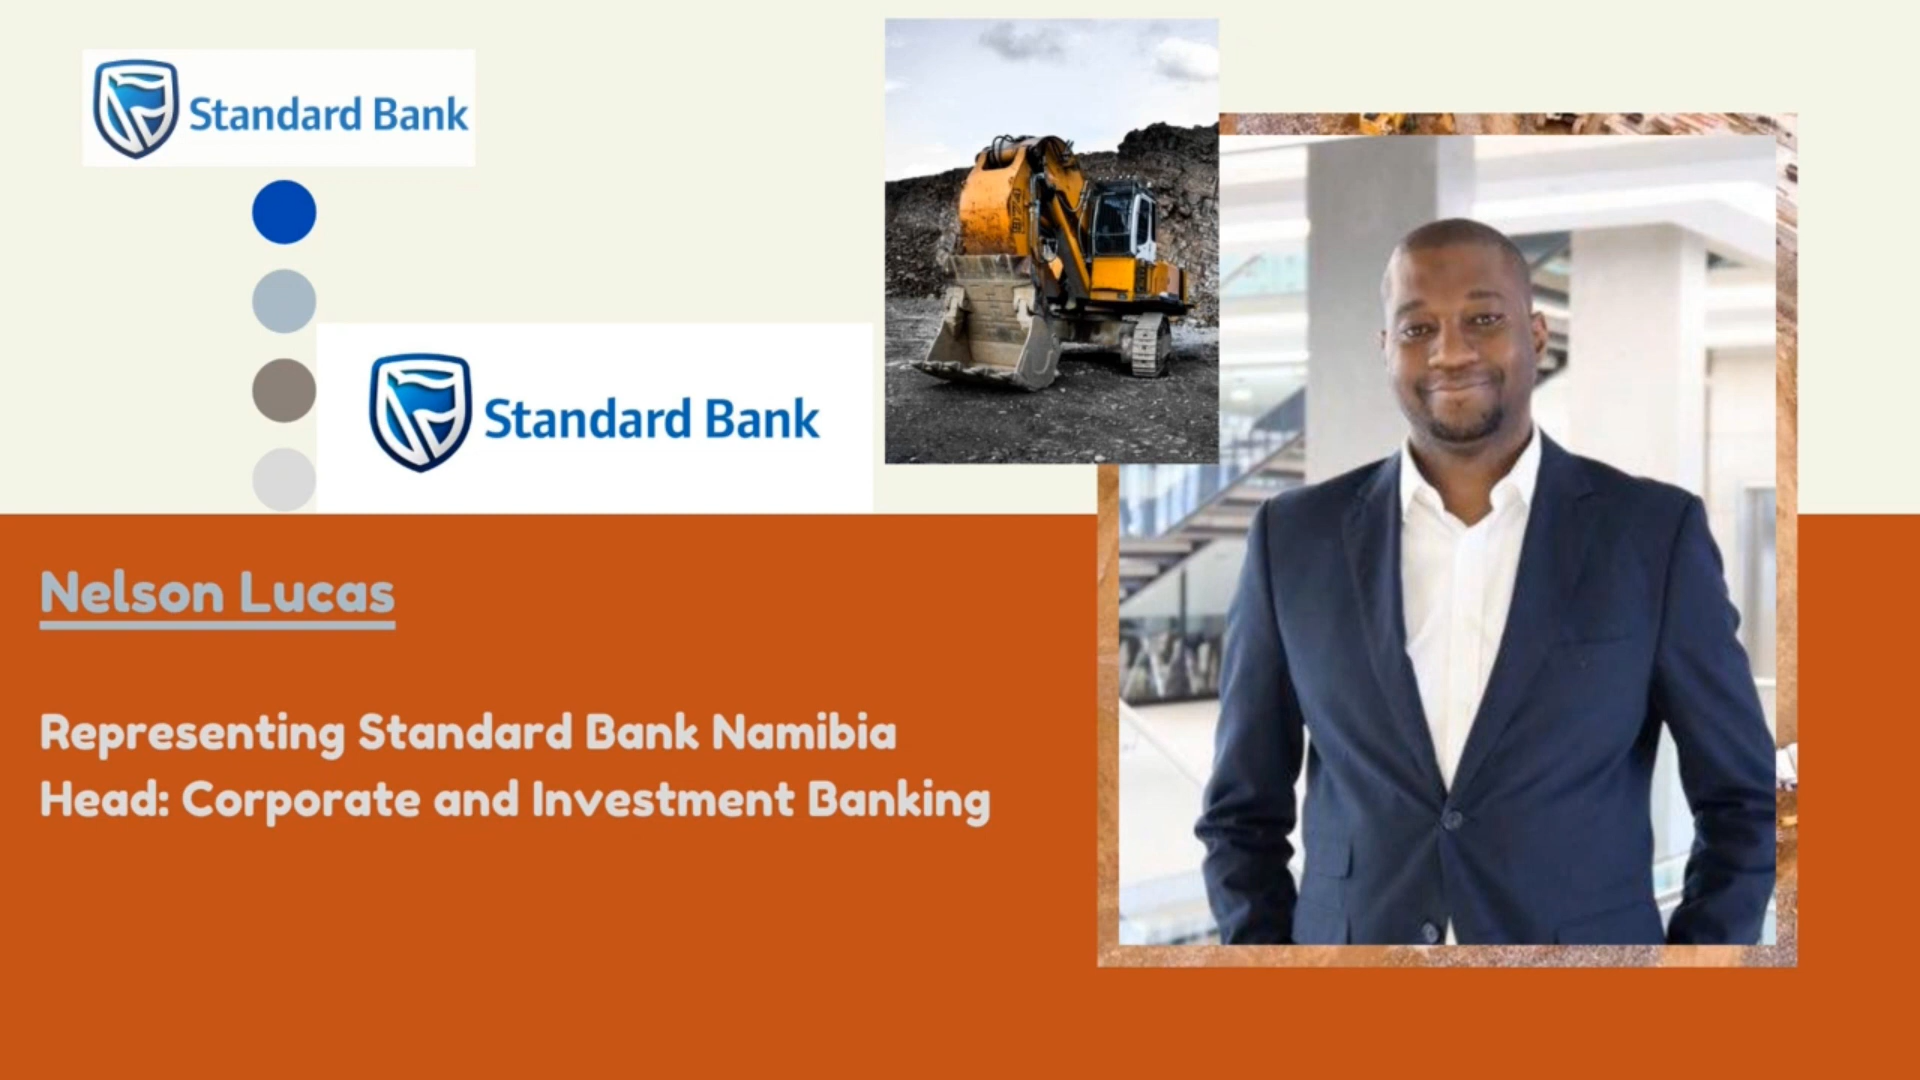 Standard Bank
Standard Bank
Nelson Lucas
Representing Standard Bank Namibia
Head: Corporate and Investment Banking